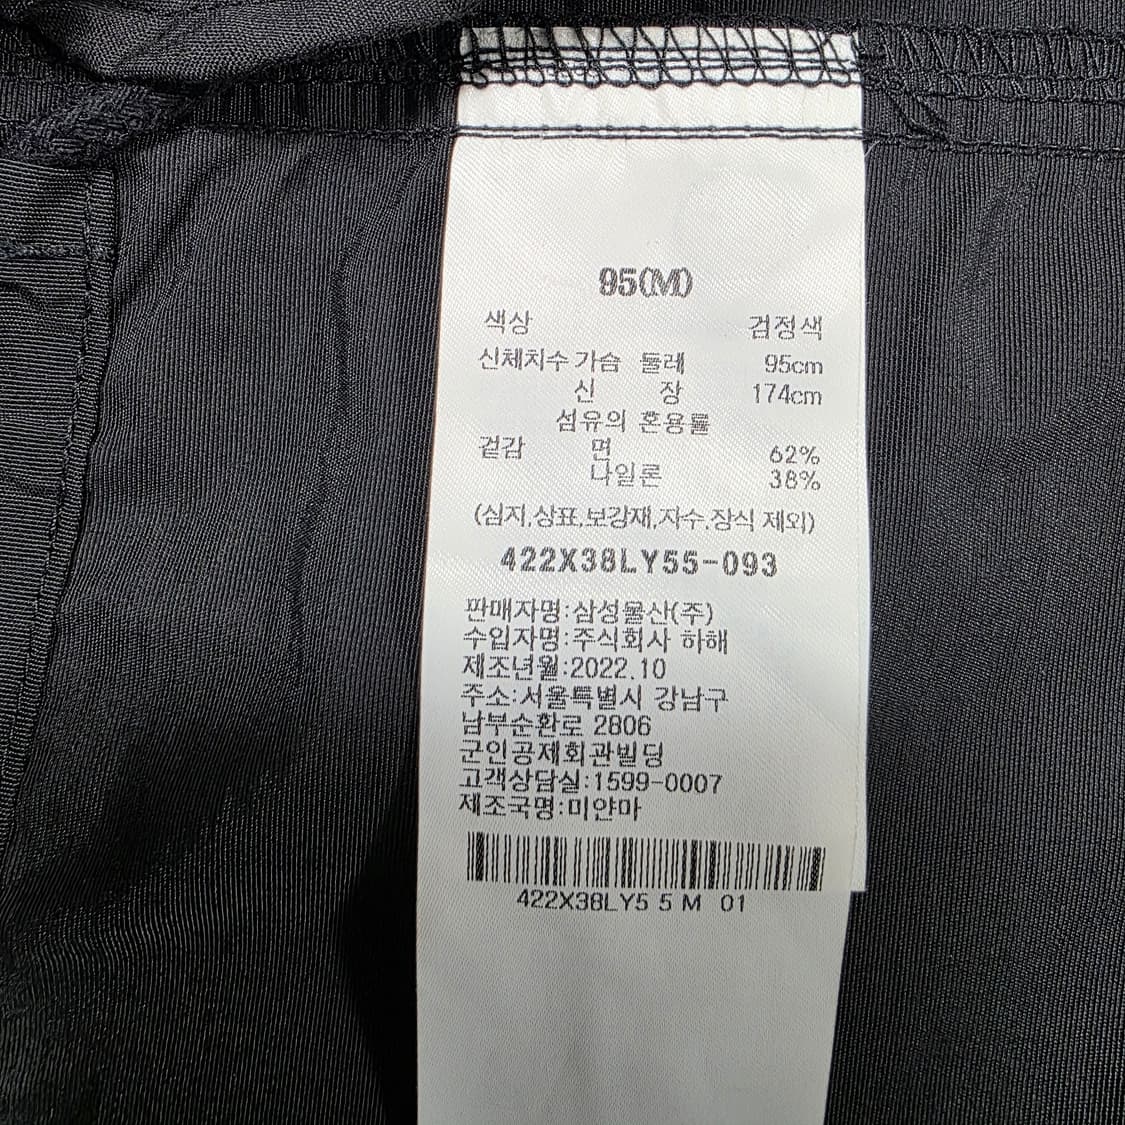 95(M)
색상 검정색
신체치수 가슴 둘레 95cm
신 장 174cm
섬유의 혼용률
겉감 면 62%
나일론 38%
(심지,상표,보강재,자수,장식 제외)
422X38LY55-093
판매자명:삼성물산(주)
수입자명:주식회사 하해
제조년월:2022.10
주소:서울특별시 강남구
남부순환로 2806
군인공제회관빌딩
고객상담실:1599-0007
제조국명:미얀마
422X38LY5 5 M 01